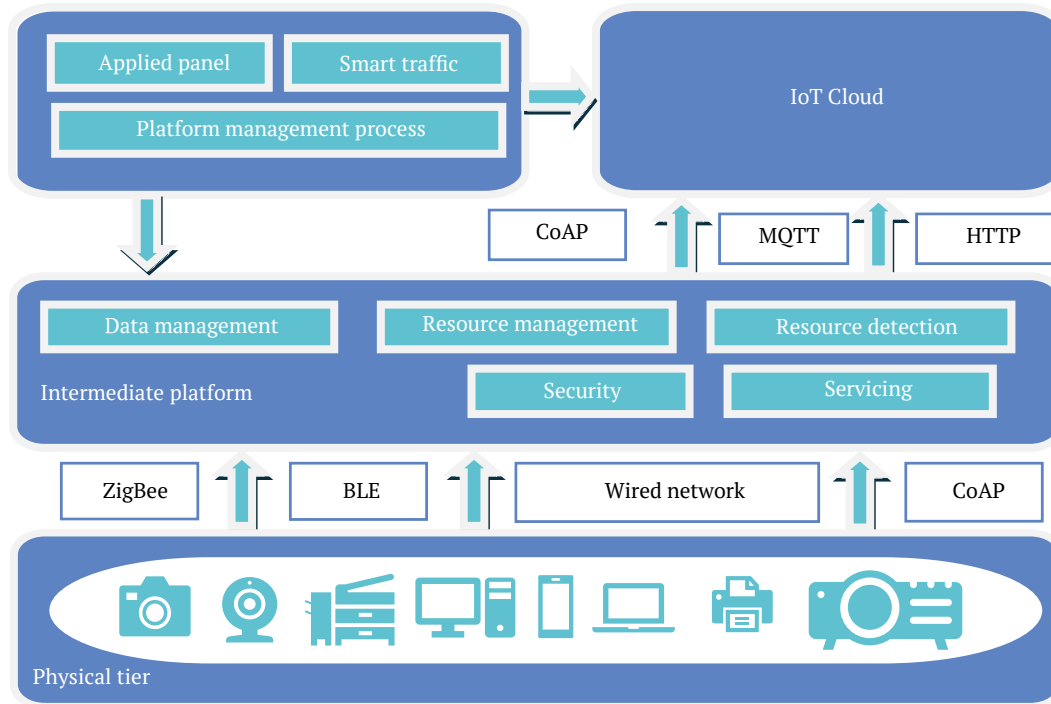 Applied panel
Smart traffic
Platform management process
IoT Cloud
CoAP
MQTT
HTTP
Data management
Resource management
Resource detection
Intermediate platform
Security
Servicing
ZigBee
BLE
Wired network
CoAP
Physical tier